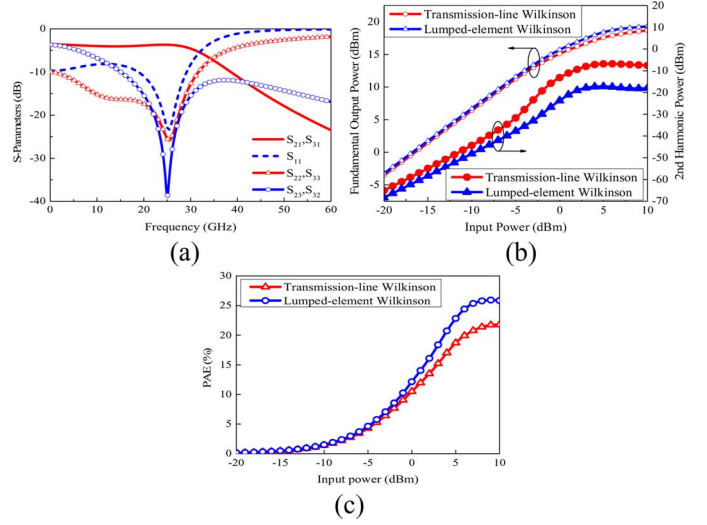 0
-10
-20
-30
-40
S-Parameters (dB)
S21,S31
S11
S22,S33
S23,S32
0 10 20 30 40 50 60
Frequency (GHz)
(a)
20
15
10
5
0
-5
Fundamental Output Power (dBm)
Transmission-line Wilkinson
Lumped-element Wilkinson
Transmission-line Wilkinson
Lumped-element Wilkinson
20
10
0
-10
-20
-30
-40
-50
-60
-70
2nd Harmonic Power (dBm)
-20 -15 -10 -5 0 5 10
Input Power (dBm)
(b)
30
25
20
15
10
5
0
PAE (%)
Transmission-line Wilkinson
Lumped-element Wilkinson
-20 -15 -10 -5 0 5 10
Input power (dBm)
(c)